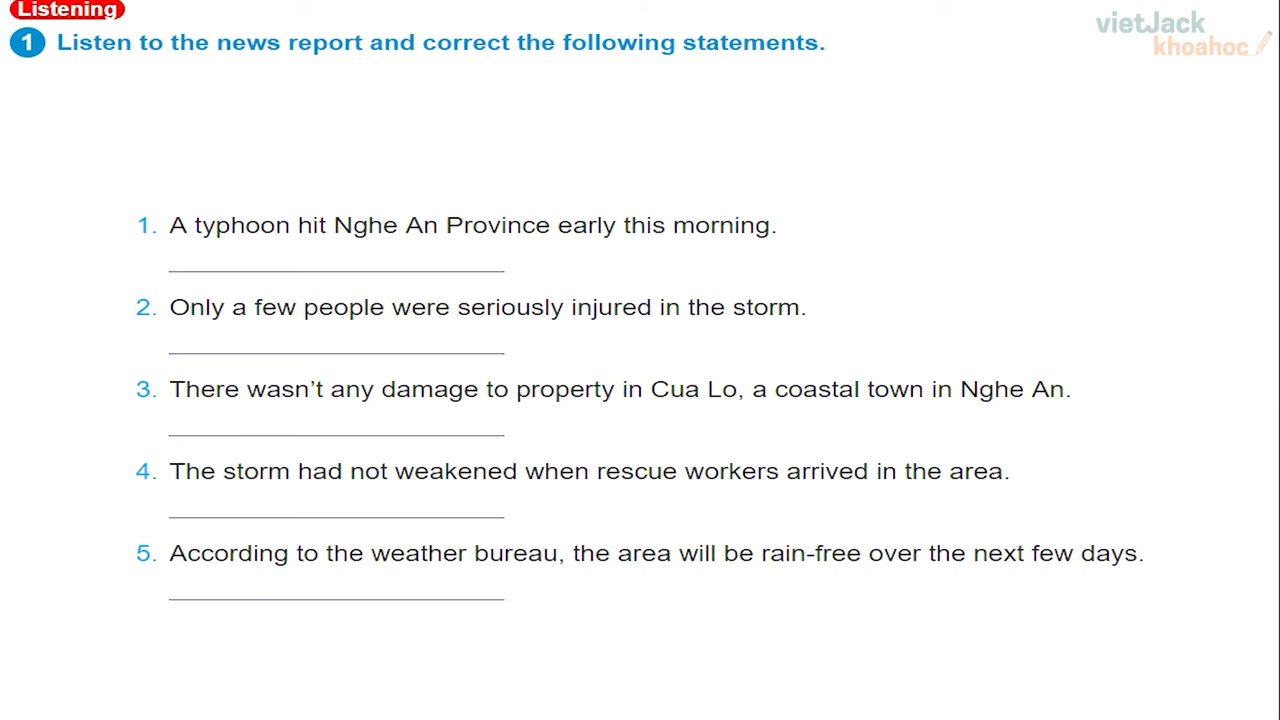 Listening
1 Listen to the news report and correct the following statements.
vietJack
khoahoc
1. A typhoon hit Nghe An Province early this morning.
2. Only a few people were seriously injured in the storm.
3. There wasn’t any damage to property in Cua Lo, a coastal town in Nghe An.
4. The storm had not weakened when rescue workers arrived in the area.
5. According to the weather bureau, the area will be rain-free over the next few days.